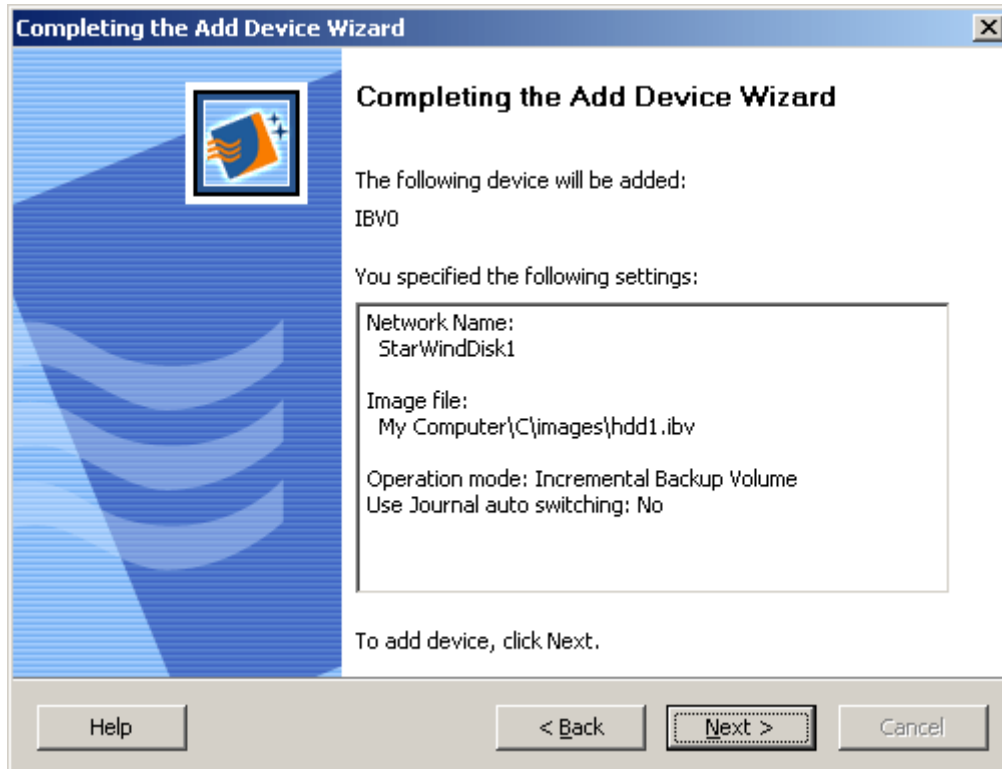 Completing the Add Device Wizard
Completing the Add Device Wizard
The following device will be added:
IBV0
You specified the following settings:
Network Name:
StarWindDisk1
Image file:
My Computer\C\images\hdd1.ibv
Operation mode: Incremental Backup Volume
Use Journal auto switching: No
To add device, click Next.
Help
< Back
Next >
Cancel